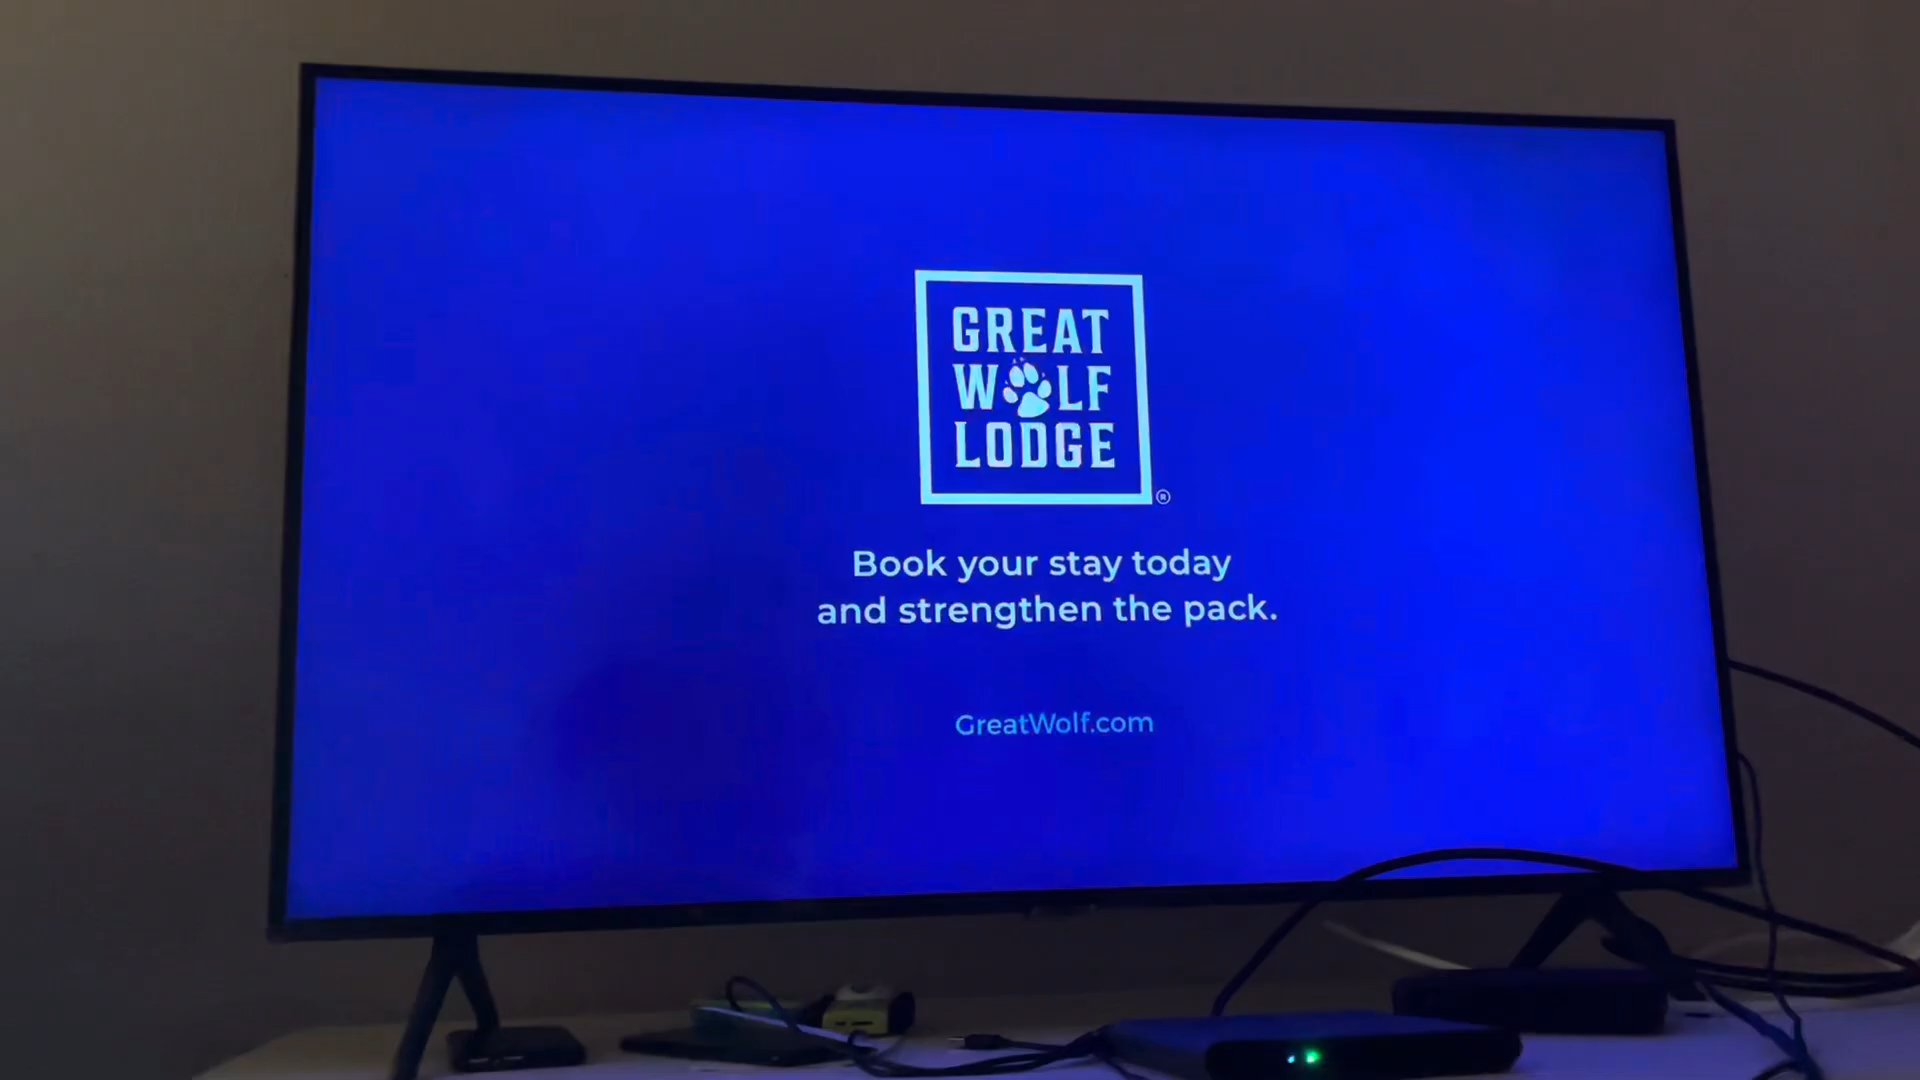 GREAT
WOLF
LODGE
®
Book your stay today
and strengthen the pack.
GreatWolf.com